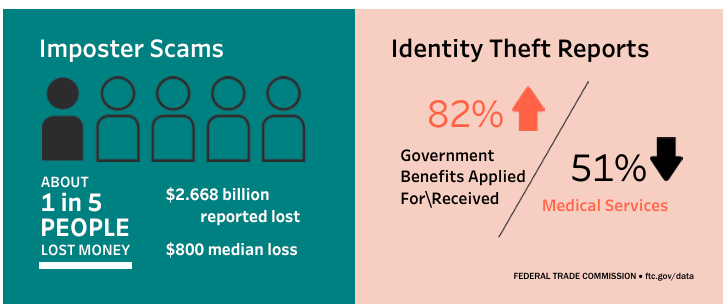 Imposter Scams
ABOUT
1 in 5
PEOPLE
LOST MONEY
$2.668 billion
reported lost
$800 median loss
Identity Theft Reports
82%
Government
Benefits Applied
For\Received
51%
Medical Services
FEDERAL TRADE COMMISSION • ftc.gov/data